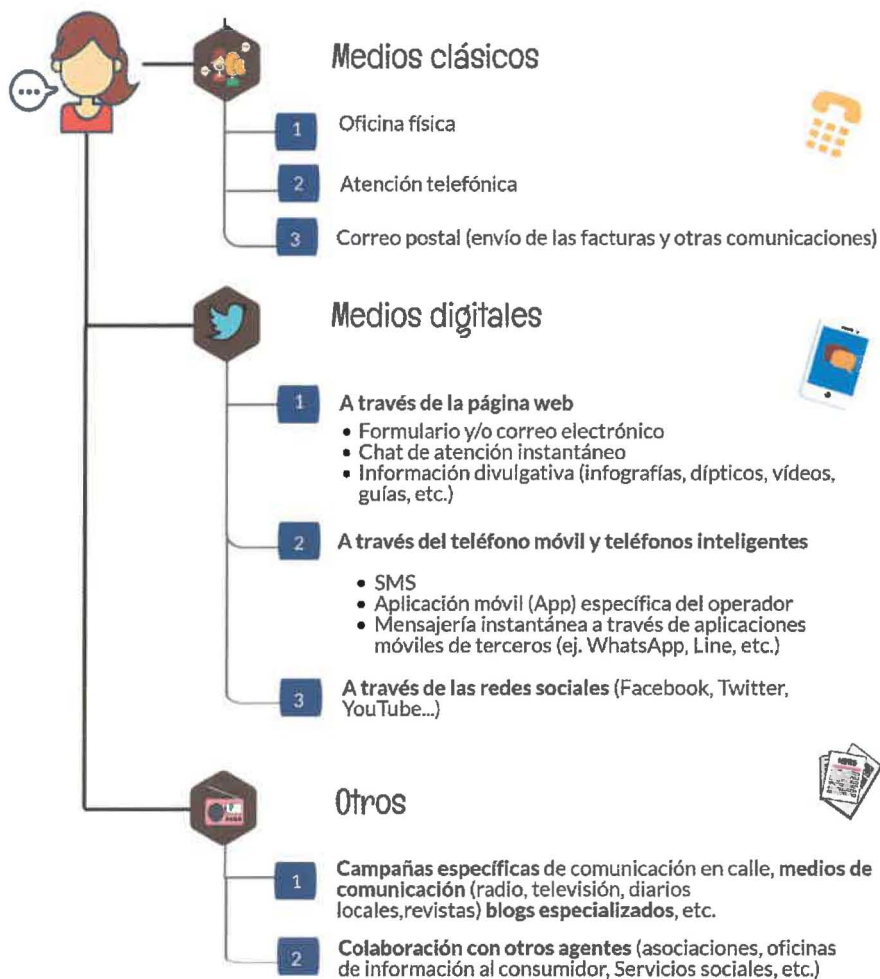 Medios clásicos
1 Oficina física
2 Atención telefónica
3 Correo postal (envío de las facturas y otras comunicaciones)
Medios digitales
1 A través de la página web
• Formulario y/o correo electrónico
• Chat de atención instantáneo
• Información divulgativa (infografías, dípticos, vídeos,
guías, etc.)
2 A través del teléfono móvil y teléfonos inteligentes
• SMS
• Aplicación móvil (App) específica del operador
• Mensajería instantánea a través de aplicaciones
móviles de terceros (ej. WhatsApp, Line, etc.)
3 A través de las redes sociales (Facebook, Twitter,
YouTube...)
Otros
1 Campañas específicas de comunicación en calle, medios de
comunicación (radio, televisión, diarios
locales,revistas) blogs especializados, etc.
2 Colaboración con otros agentes (asociaciones, oficinas
de información al consumidor, Servicios sociales, etc.)